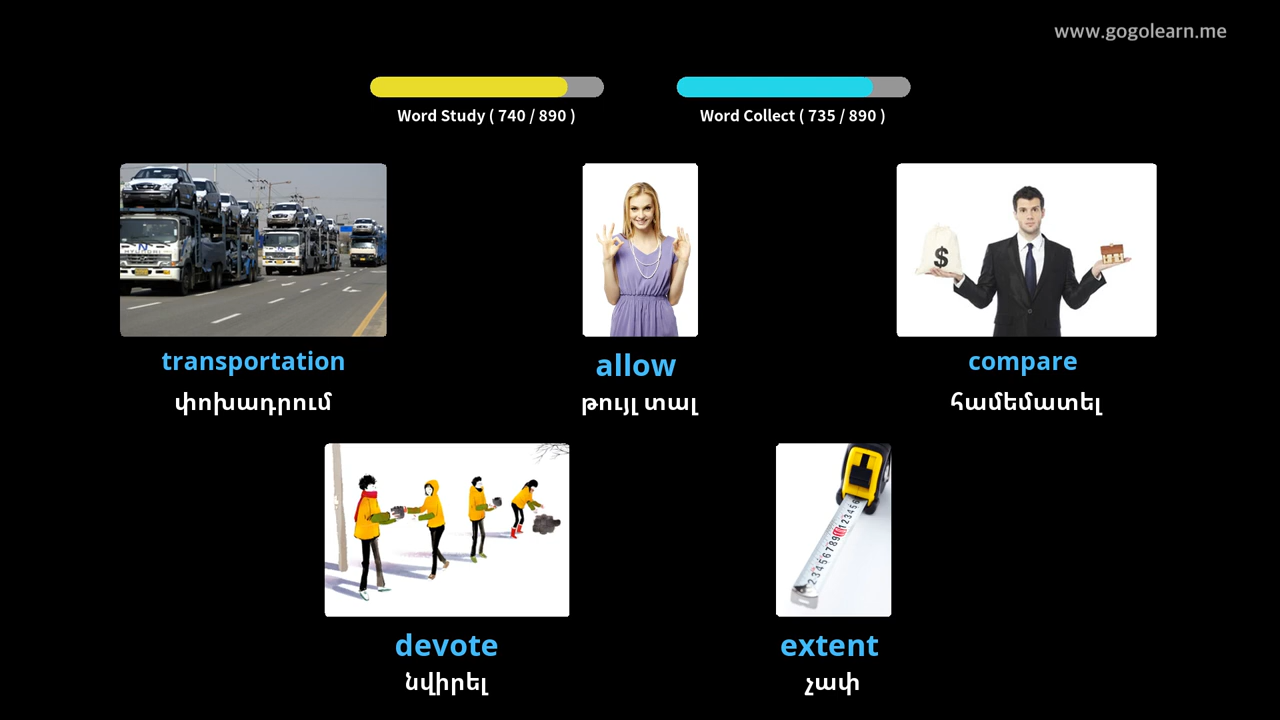 www.gogolearn.me
Word Study ( 740 / 890 )
Word Collect ( 735 / 890 )
transportation
փոխադրում
allow
թույլ տալ
compare
համեմատել
devote
նվիրել
extent
չափ